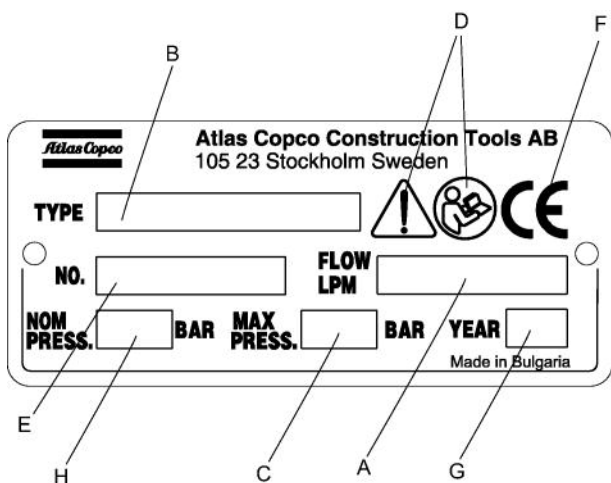 D
F
B
Atlas Copco
Atlas Copco Construction Tools AB
105 23 Stockholm Sweden
TYPE
CE
NO.
FLOW
LPM
NOM
PRESS.
BAR
MAX
PRESS.
BAR
YEAR
Made in Bulgaria
E
H
C
A
G